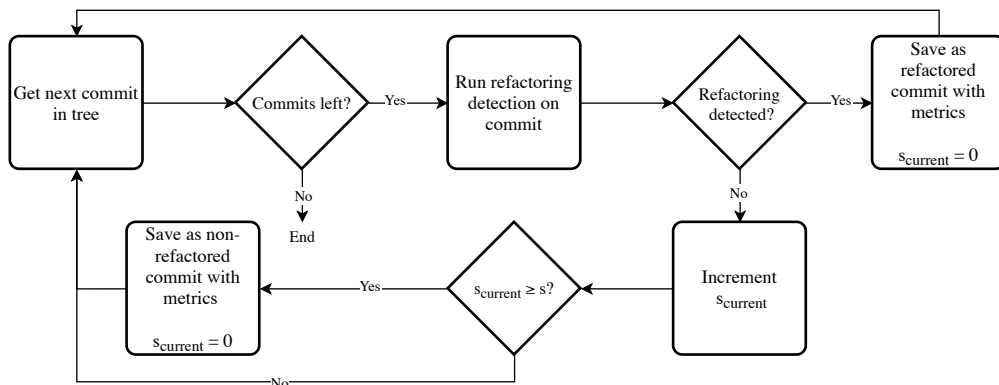 Get next commit
in tree
Commits left?
Yes
Run refactoring
detection on
commit
Refactoring
detected?
Yes
Save as
refactored
commit with
metrics
s_current = 0
No
End
No
Increment
s_current
s_current ≥ s?
Yes
Save as non-
refactored
commit with
metrics
s_current = 0
No